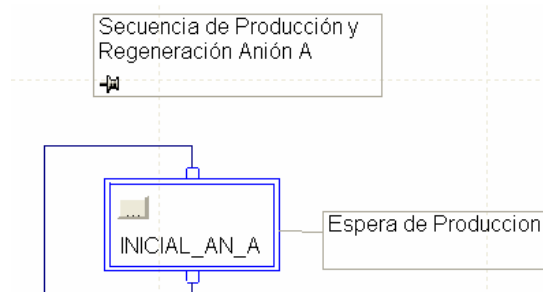 Secuencia de Producción y
Regeneración Anión A
...
INICIAL_AN_A
Espera de Produccion